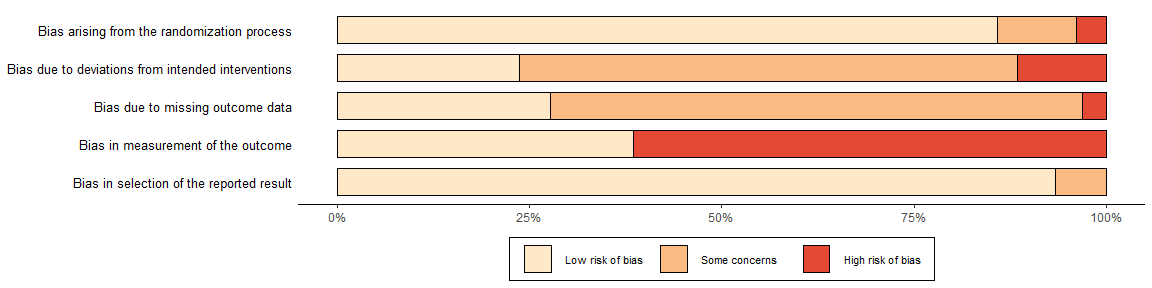 Bias arising from the randomization process
Bias due to deviations from intended interventions
Bias due to missing outcome data
Bias in measurement of the outcome
Bias in selection of the reported result
0% 25% 50% 75% 100%
Low risk of bias Some concerns High risk of bias